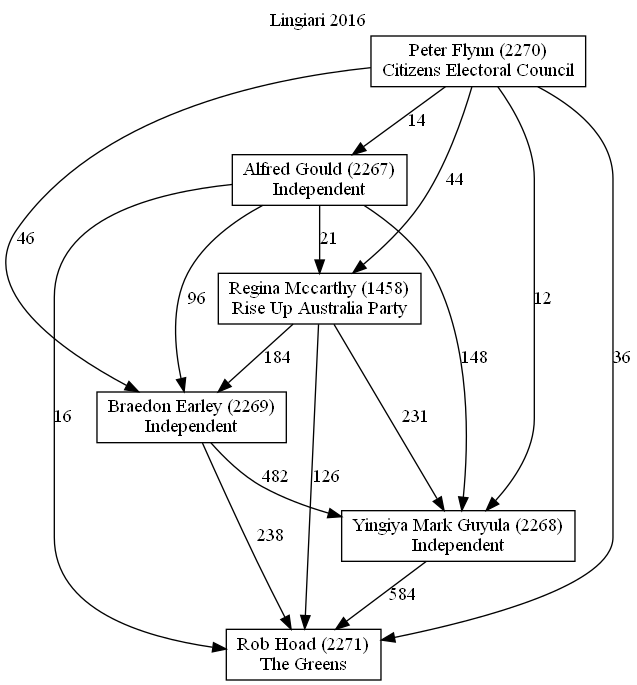 Lingiari 2016
Peter Flynn (2270)
Citizens Electoral Council
14
Alfred Gould (2267)
Independent
44
46
21
Regina Mccarthy (1458)
Rise Up Australia Party
96
12
184
148
36
Braedon Earley (2269)
Independent
16
231
482
126
238
Yingiya Mark Guyula (2268)
Independent
584
Rob Hoad (2271)
The Greens